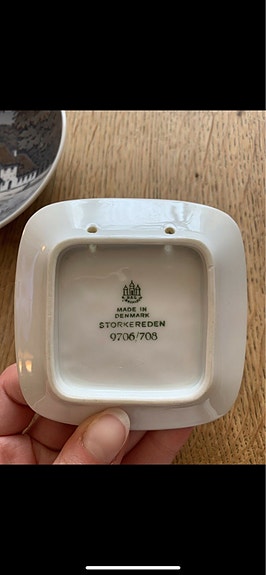 B&G
MADE IN
DENMARK
STORKEREDEN
9706/708